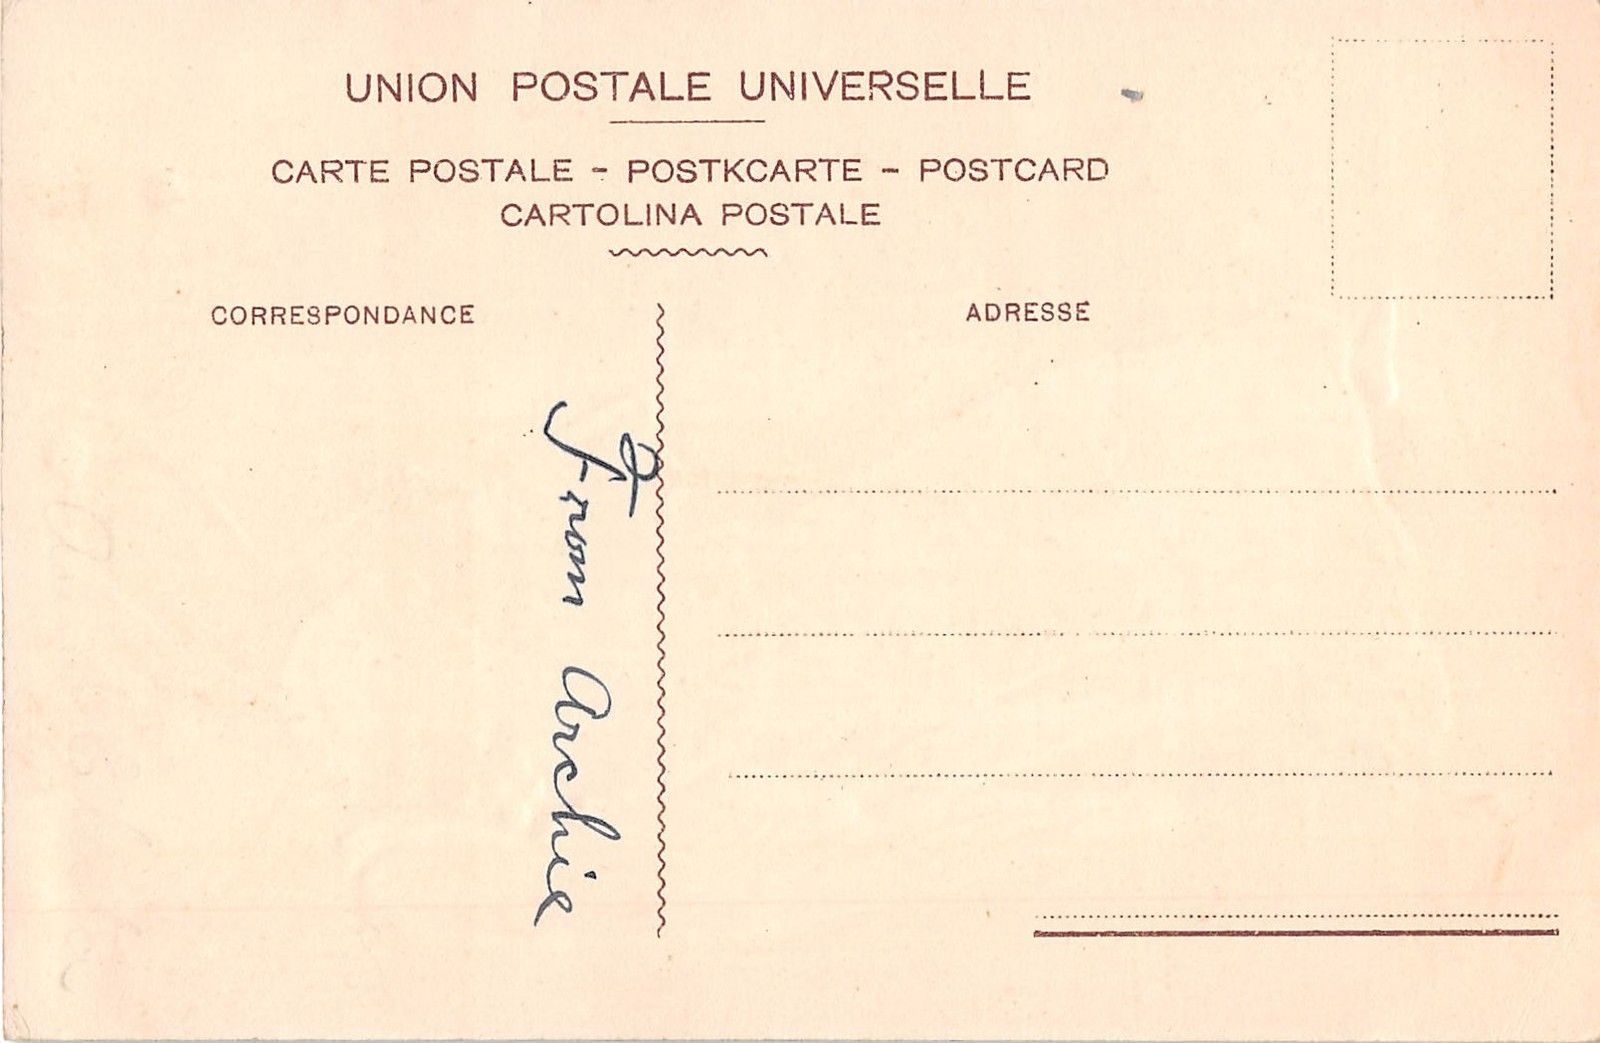 UNION POSTALE UNIVERSELLE
CARTE POSTALE - POSTKCARTE - POSTCARD
CARTOLINA POSTALE
CORRESPONDANCE
ADRESSE
From Archie